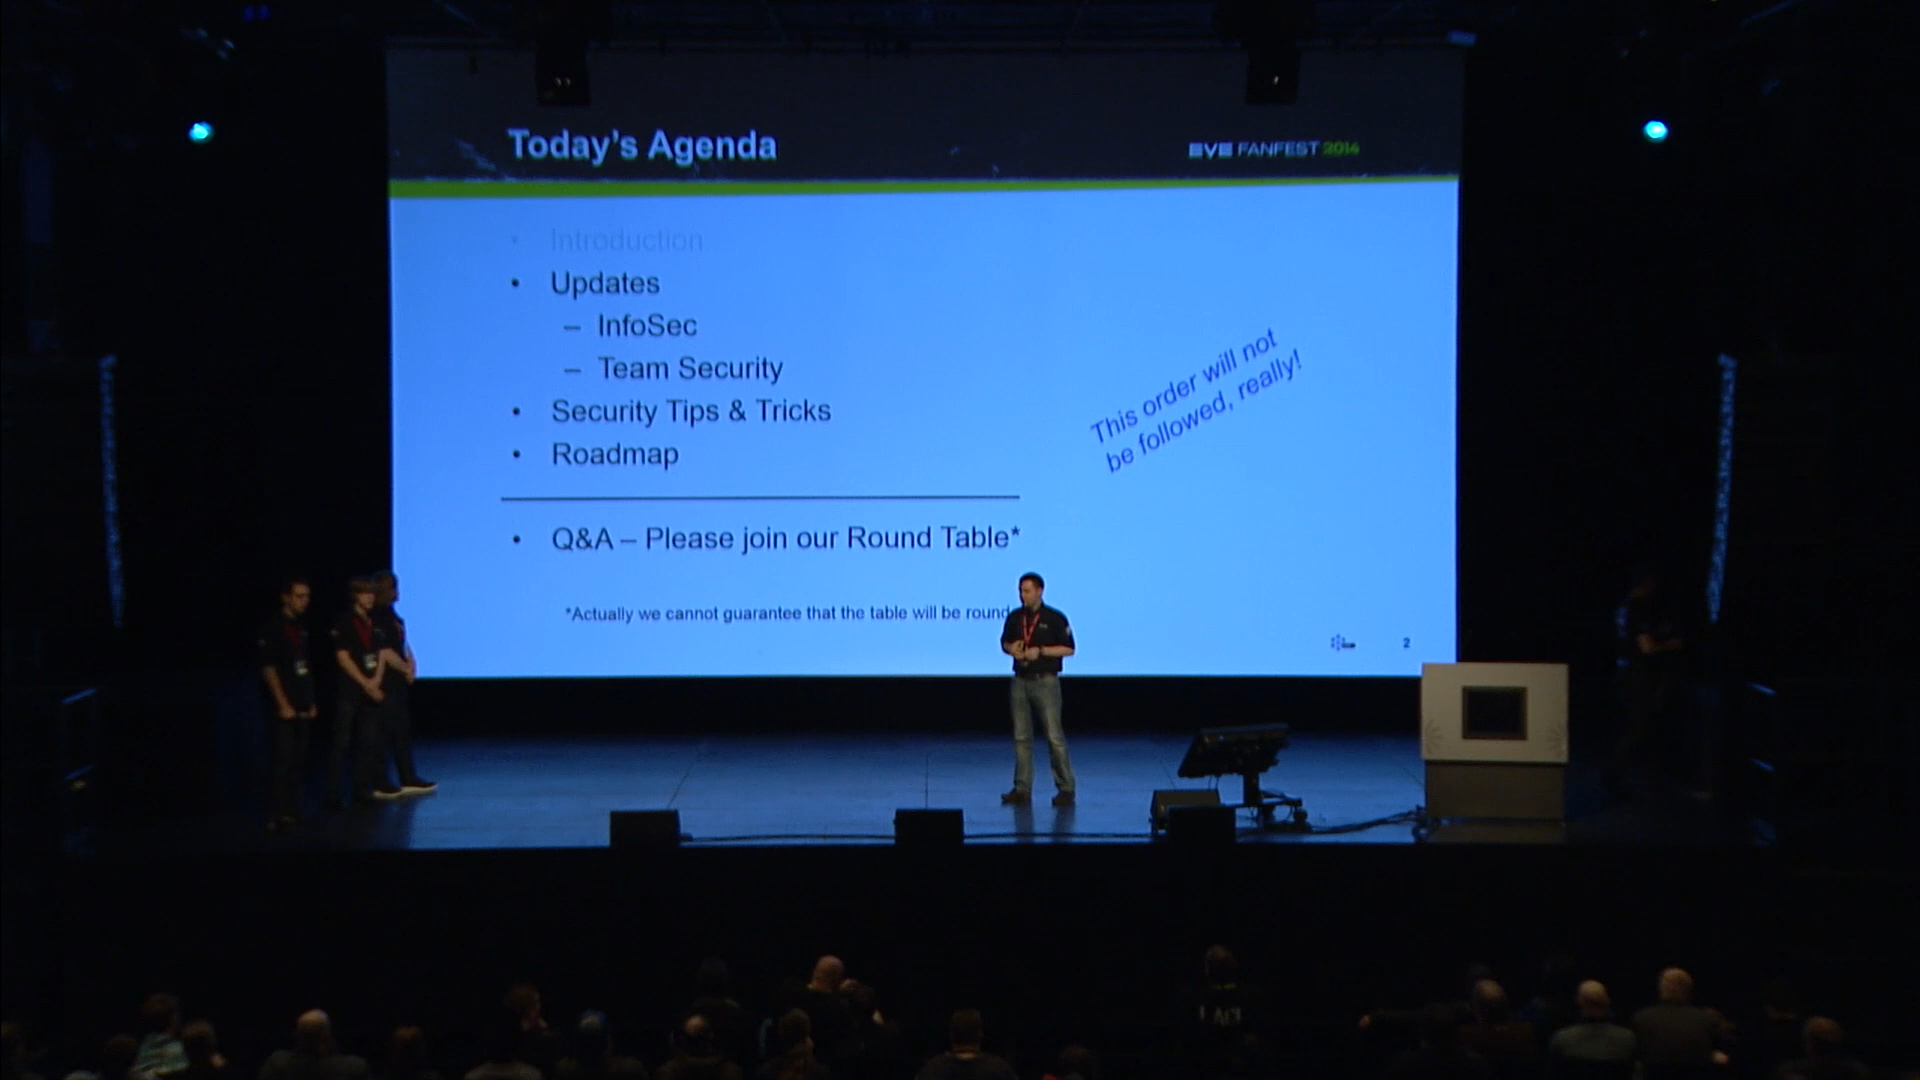 Today's Agenda
EVE FANFEST 2014
• Introduction
• Updates
– InfoSec
– Team Security
• Security Tips & Tricks
• Roadmap
This order will not
be followed, really!
• Q&A – Please join our Round Table*
*Actually we cannot guarantee that the table will be round
2